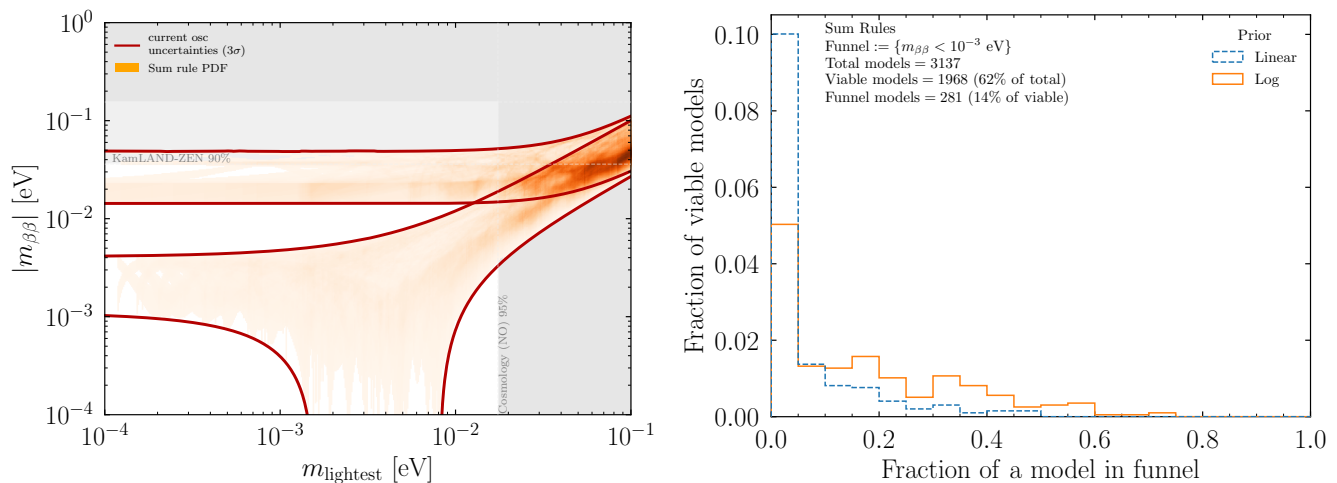 10⁰
10⁻¹
10⁻²
10⁻³
10⁻⁴
|m_ββ| [eV]
current osc
uncertainties (3σ)
Sum rule PDF
KamLAND-ZEN 90%
Cosmology (NO) 95%
10⁻⁴ 10⁻³ 10⁻² 10⁻¹
m_lightest [eV]
0.10
0.08
0.06
0.04
0.02
0.00
Fraction of viable models
Sum Rules
Funnel := {m_ββ < 10⁻³ eV}
Total models = 3137
Viable models = 1968 (62% of total)
Funnel models = 281 (14% of viable)
Prior
Linear
Log
0.0 0.2 0.4 0.6 0.8 1.0
Fraction of a model in funnel